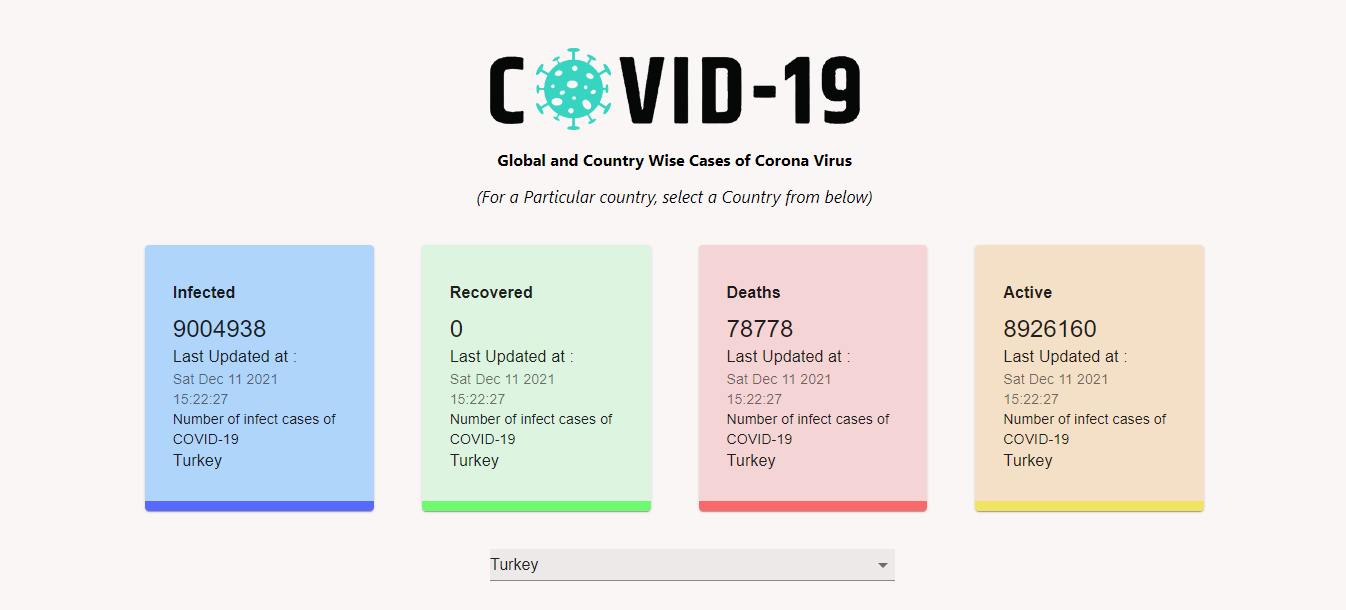 COVID-19
Global and Country Wise Cases of Corona Virus
(For a Particular country, select a Country from below)
Infected
9004938
Last Updated at :
Sat Dec 11 2021
15:22:27
Number of infect cases of
COVID-19
Turkey
Recovered
0
Last Updated at :
Sat Dec 11 2021
15:22:27
Number of infect cases of
COVID-19
Turkey
Deaths
78778
Last Updated at :
Sat Dec 11 2021
15:22:27
Number of infect cases of
COVID-19
Turkey
Active
8926160
Last Updated at :
Sat Dec 11 2021
15:22:27
Number of infect cases of
COVID-19
Turkey
Turkey